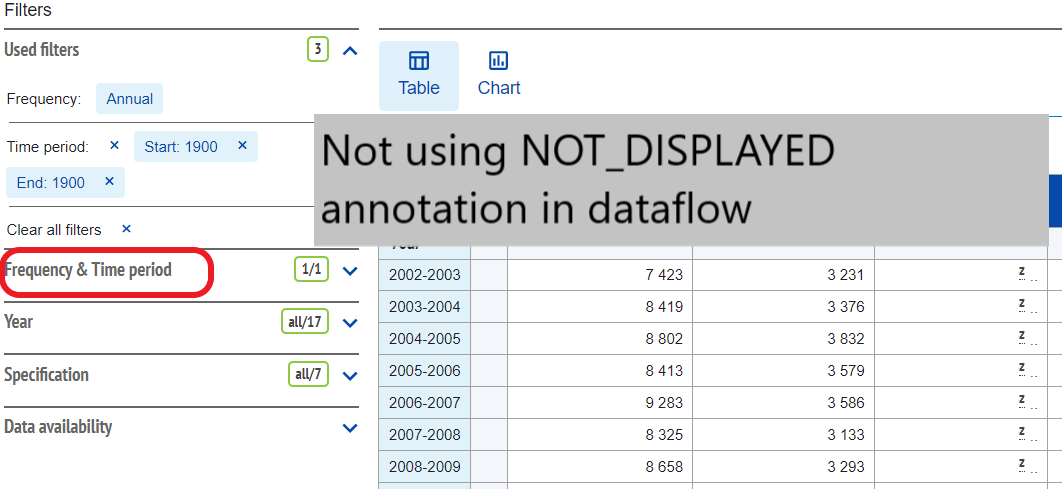 Filters
Used filters 3
Frequency: Annual
Time period: × Start: 1900 ×
End: 1900 ×
Clear all filters ×
Frequency & Time period 1/1
Year all/17
Specification all/7
Data availability
Table Chart
Not using NOT_DISPLAYED
annotation in dataflow
2002-2003 7 423 3 231 z ..
2003-2004 8 419 3 376 z ..
2004-2005 8 802 3 832 z ..
2005-2006 8 413 3 579 z ..
2006-2007 9 283 3 586 z ..
2007-2008 8 325 3 133 z ..
2008-2009 8 658 3 293 z ..